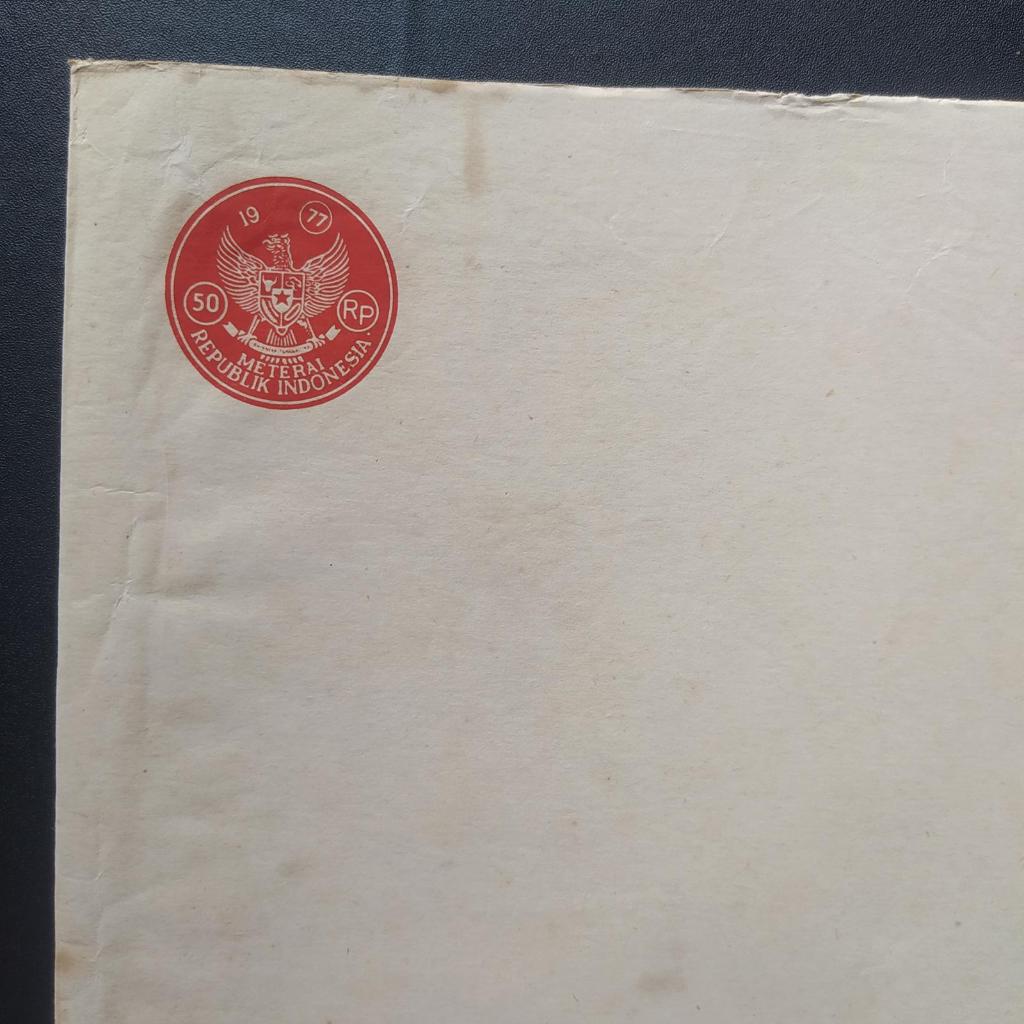 19 77
50 RP
METERAI
REPUBLIK INDONESIA.